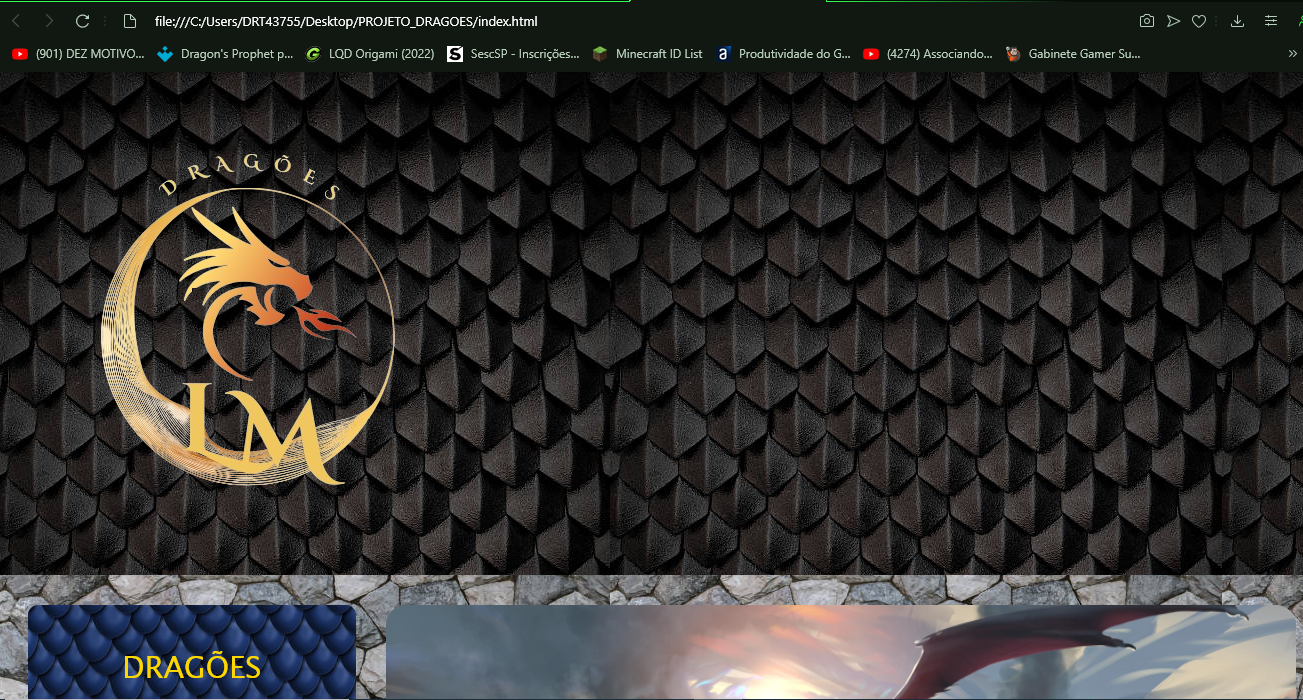 file:///C:/Users/DRT43755/Desktop/PROJETO_DRAGOES/index.html
(901) DEZ MOTIVO... Dragon's Prophet p... LQD Origami (2022) SescSP - Inscrições... Minecraft ID List Produtividade do G... (4274) Associando... Gabinete Gamer Su... »
DRAGÕES
LM
DRAGÕES